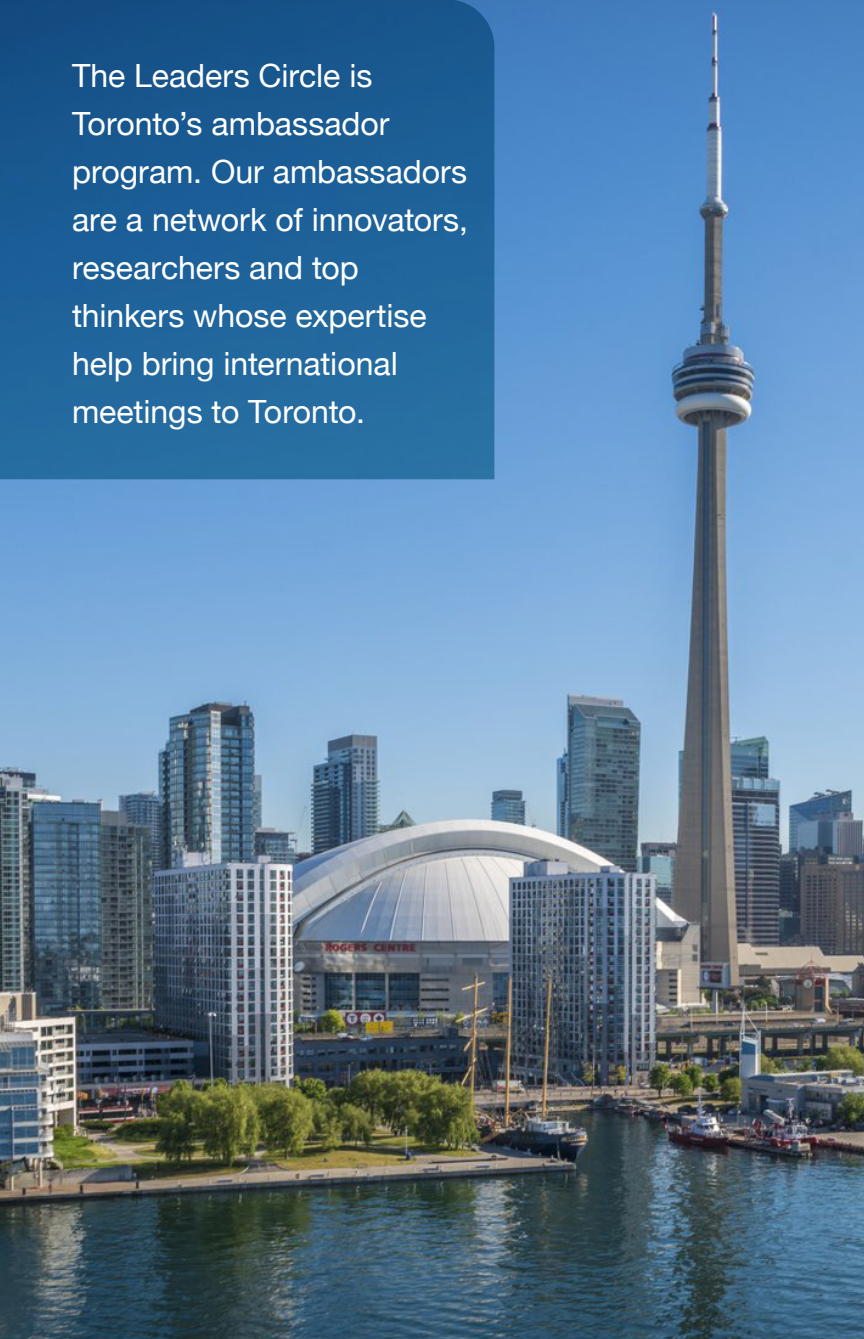 The Leaders Circle is
Toronto’s ambassador
program. Our ambassadors
are a network of innovators,
researchers and top
thinkers whose expertise
help bring international
meetings to Toronto.
ROGERS CENTRE